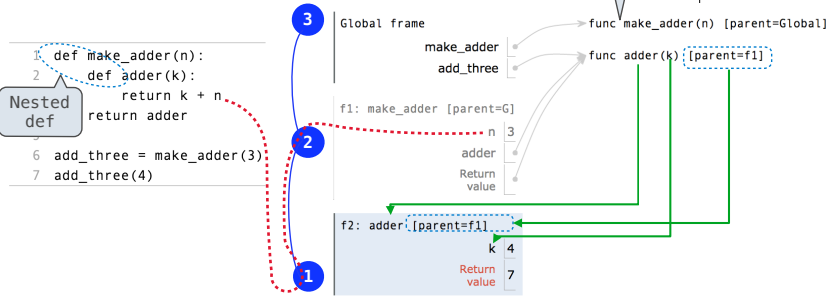 3
Global frame
func make_adder(n) [parent=Global]
make_adder
func adder(k) [parent=f1]
add_three
1 def make_adder(n):
2 def adder(k):
return k + n
return adder
Nested
def
6 add_three = make_adder(3)
7 add_three(4)
f1: make_adder [parent=G]
2
n 3
adder
Return
value
f2: adder [parent=f1]
k 4
1
Return
value 7